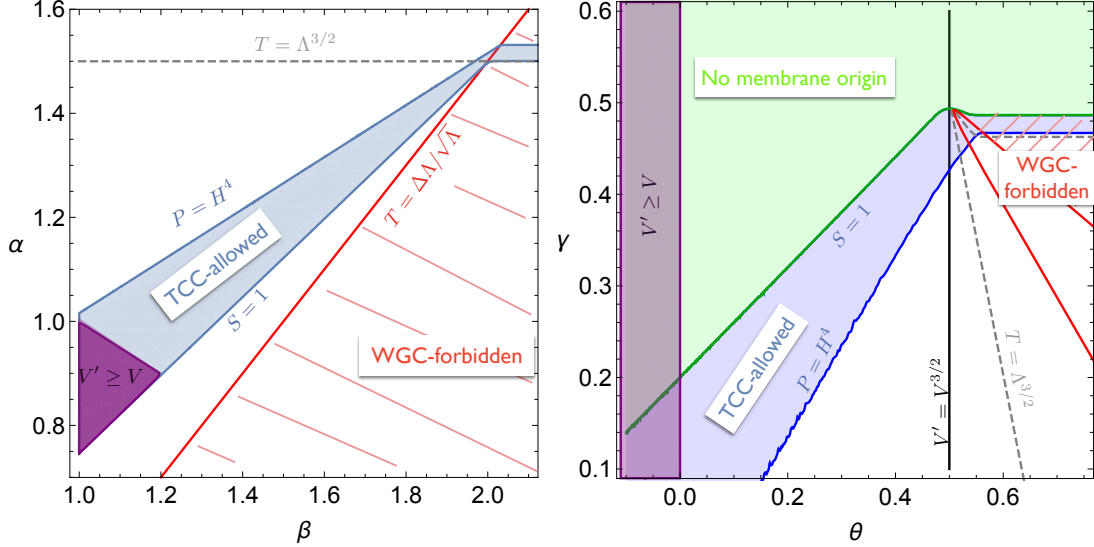 1.6
1.4
1.2
1.0
0.8
α
1.0
1.2
1.4
1.6
1.8
2.0
β
T = Λ^{3/2}
P = H^4
TCC-allowed
S = 1
T = ΔΛ/√Λ
V' ≥ V
WGC-forbidden
0.6
0.5
0.4
0.3
0.2
0.1
γ
0.0
0.2
0.4
0.6
θ
No membrane origin
V' ≥ V
S = 1
TCC-allowed
P = H^4
V' = V^{3/2}
T = Λ^{3/2}
WGC-
forbidden